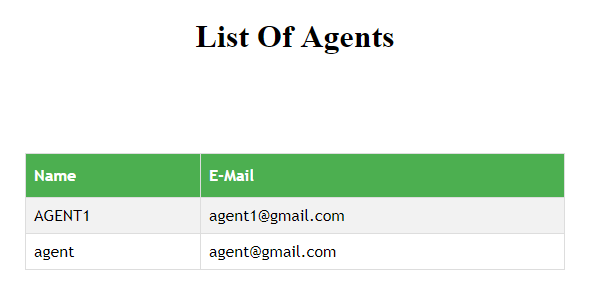 List Of Agents
Name E-Mail
AGENT1 agent1@gmail.com
agent agent@gmail.com